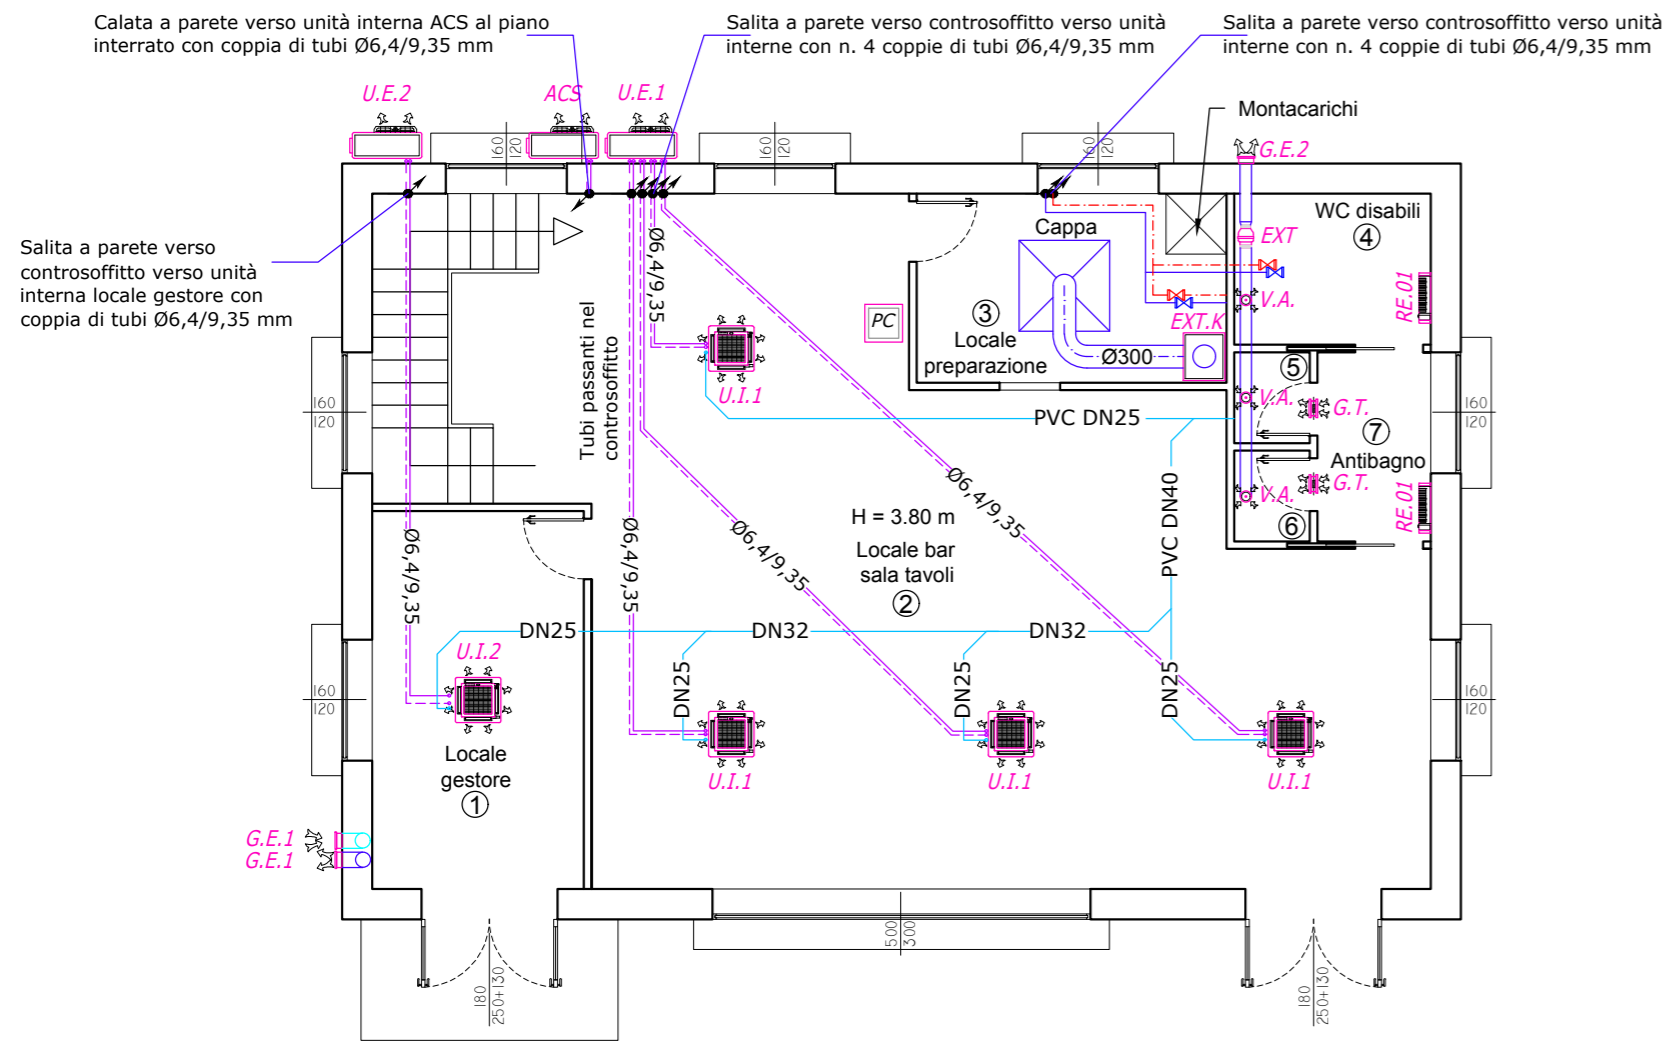 Calata a parete verso unità interna ACS al piano
interrato con coppia di tubi Ø6,4/9,35 mm
Salita a parete verso controsoffitto verso unità
interne con n. 4 coppie di tubi Ø6,4/9,35 mm
Salita a parete verso controsoffitto verso unità
interne con n. 4 coppie di tubi Ø6,4/9,35 mm
U.E.2
ACS
U.E.1
Montacarichi
G.E.2
160
120
160
120
60
120
Salita a parete verso
controsoffitto verso unità
interna locale gestore con
coppia di tubi Ø6,4/9,35 mm
Cappa
WC disabili
4
EXT
V.A.
RE.01
Ø6,4/9,35
Tubi passanti nel
controsoffitto
PC
3
Locale
preparazione
EXT.K
Ø300
U.I.1
PVC DN25
5
V.A.
G.T.
7
Antibagno
160
120
160
120
G.T.
V.A.
6
RE.01
PVC DN40
Ø6,4/9,35
Ø6,4/9,35
Ø6,4/9,35
Ø6,4/9,35
H = 3.80 m
Locale bar
sala tavoli
2
DN25
DN32
DN32
U.I.2
DN25
DN25
DN25
160
120
160
120
Locale
gestore
1
U.I.1
U.I.1
U.I.1
G.E.1
G.E.1
500
300
180
250+130
180
250+130